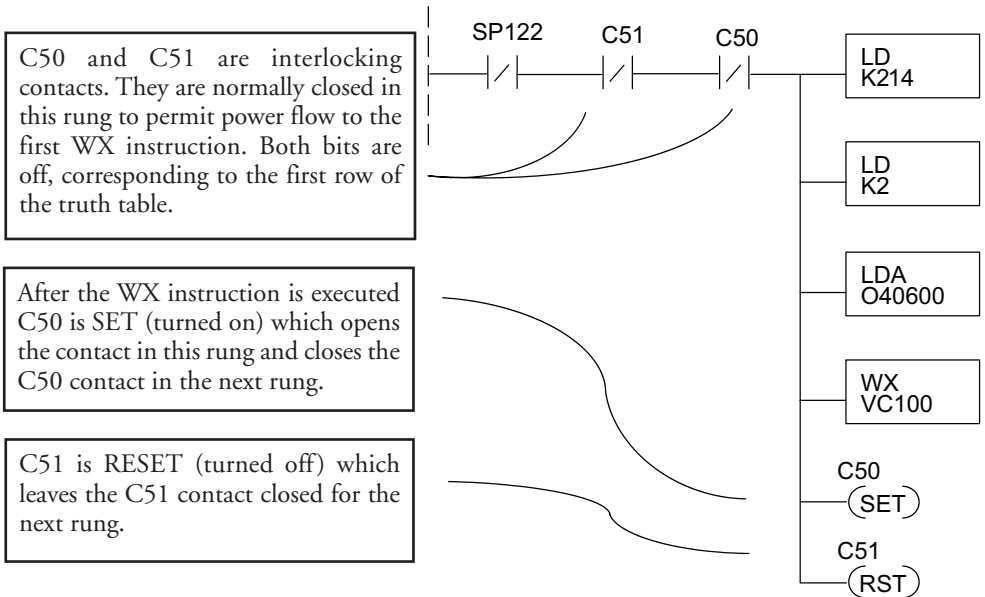 SP122
C51
C50
LD
K214
C50 and C51 are interlocking
contacts. They are normally closed in
this rung to permit power flow to the
first WX instruction. Both bits are
off, corresponding to the first row of
the truth table.
LD
K2
LDA
O40600
After the WX instruction is executed
C50 is SET (turned on) which opens
the contact in this rung and closes the
C50 contact in the next rung.
WX
VC100
C51 is RESET (turned off) which
leaves the C51 contact closed for the
next rung.
C50
SET
C51
RST